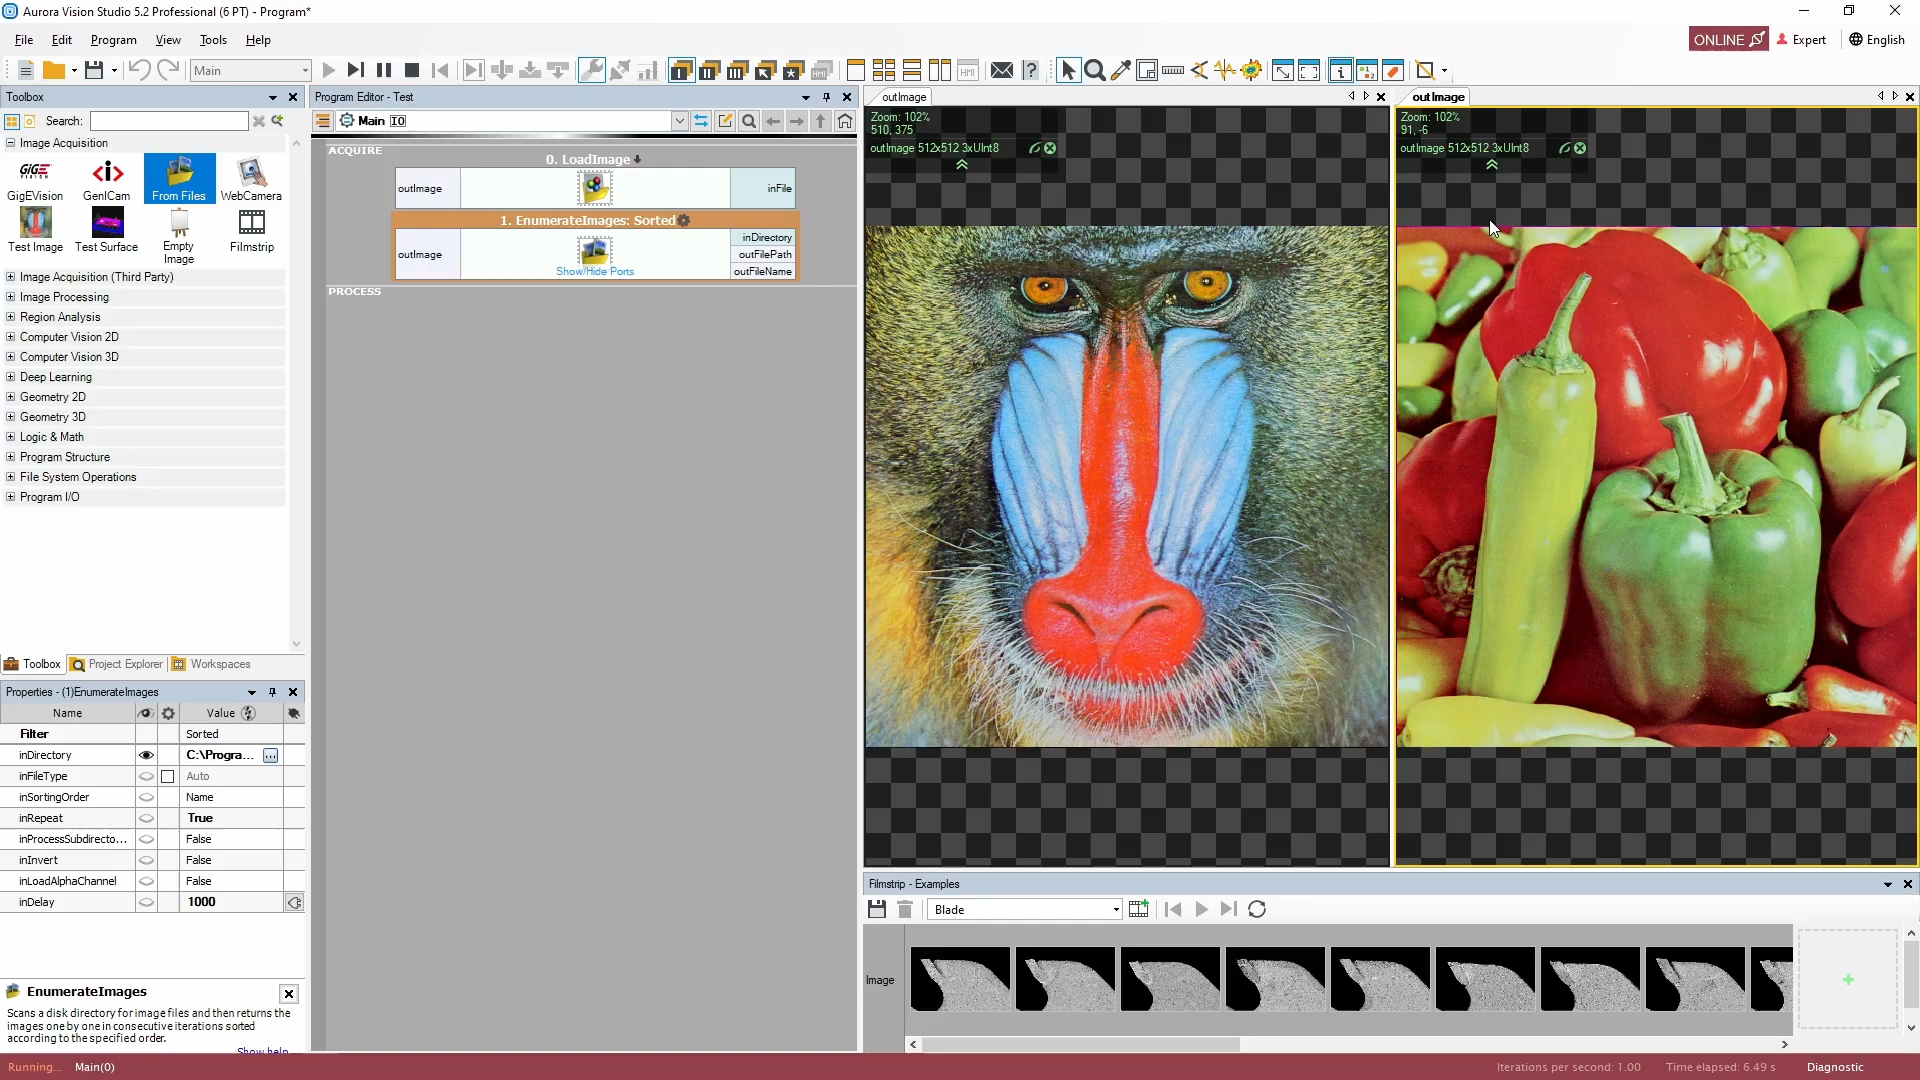 Aurora Vision Studio 5.2 Professional (6 PT) - Program*
File Edit Program View Tools Help
ONLINE Expert English
Main
HMI HMI
Toolbox
Search:
Image Acquisition
GigEVision GenICam From Files WebCamera
Test Image Test Surface Empty Image Filmstrip
Image Acquisition (Third Party)
Image Processing
Region Analysis
Computer Vision 2D
Computer Vision 3D
Deep Learning
Geometry 2D
Geometry 3D
Logic & Math
Program Structure
File System Operations
Program I/O
Toolbox Project Explorer Workspaces
Properties - (1)EnumerateImages
Name Value
Filter Sorted
inDirectory C:\Progra... ...
inFileType Auto
inSortingOrder Name
inRepeat True
inProcessSubdirecto... False
inInvert False
inLoadAlphaChannel False
inDelay 1000
EnumerateImages
Scans a disk directory for image files and then returns the
images one by one in consecutive iterations sorted
according to the specified order.
Show help
Program Editor - Test
Main IO
ACQUIRE
0. LoadImage
outImage inFile
1. EnumerateImages: Sorted
outImage inDirectory
outFilePath
Show/Hide Ports outFileName
PROCESS
outImage
Zoom: 102%
510, 375
outImage 512x512 3xUInt8
outImage
Zoom: 102%
91, -6
outImage 512x512 3xUInt8
Filmstrip - Examples
Blade
Image
Running... Main(0) Iterations per second: 1.00 Time elapsed: 6.49 s Diagnostic